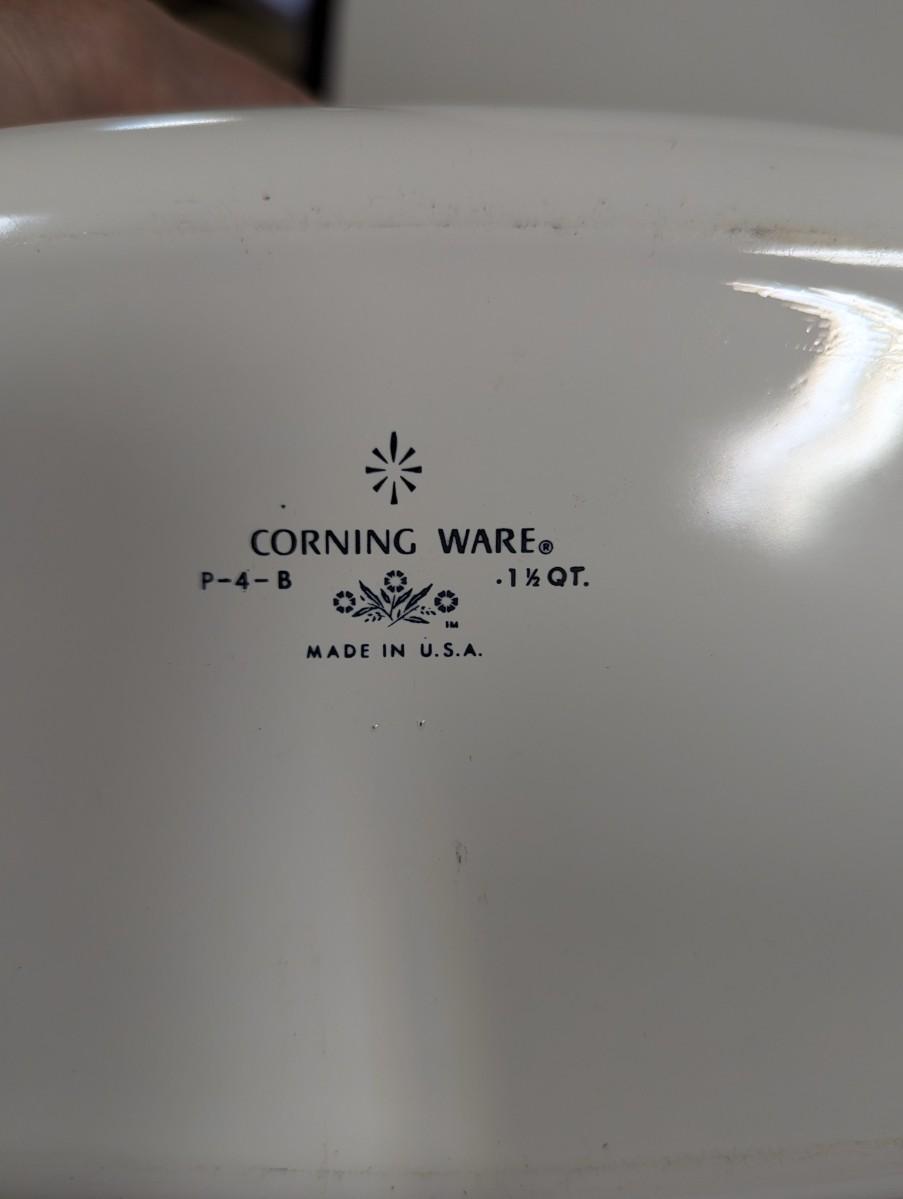 CORNING WARE®
P-4-B .1½ QT.
TM
MADE IN U.S.A.